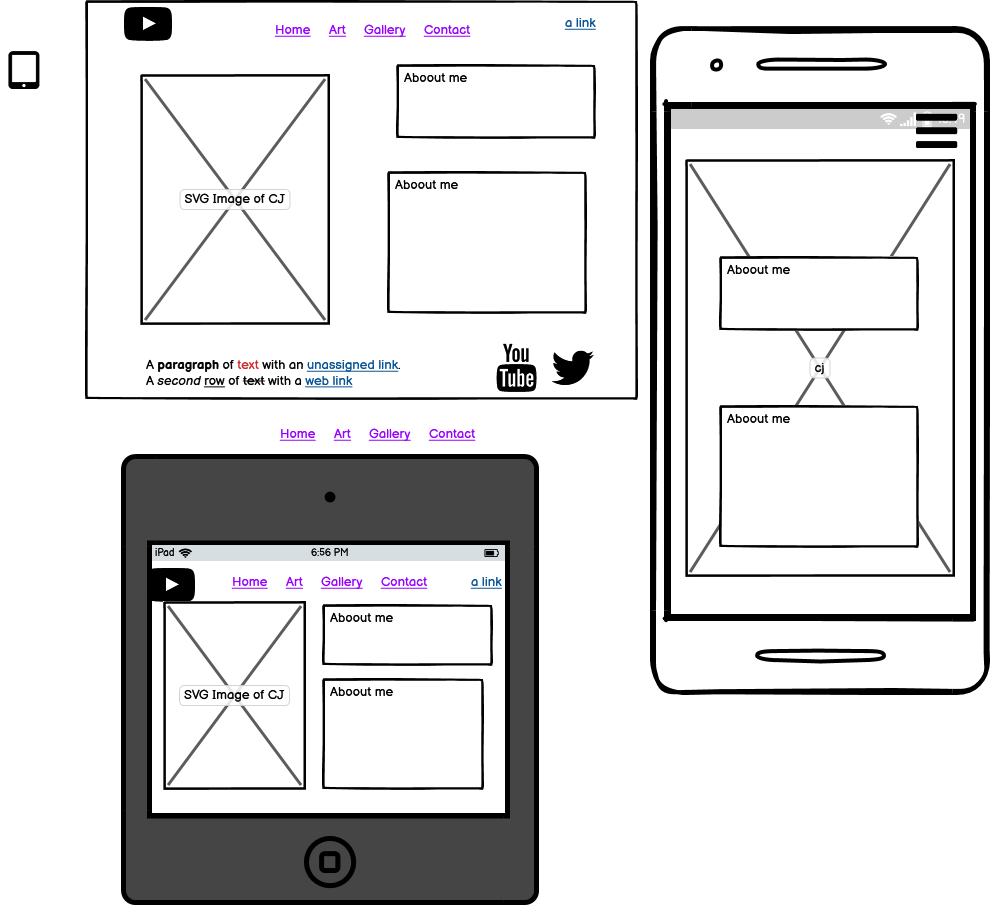 Home Art Gallery Contact
a link
Aboout me
SVG Image of CJ
Aboout me
A paragraph of text with an unassigned link.
A second row of text with a web link
You
Tube
Home Art Gallery Contact
iPad
6:56 PM
Home Art Gallery Contact
a link
Aboout me
SVG Image of CJ
Aboout me
Aboout me
cj
Aboout me